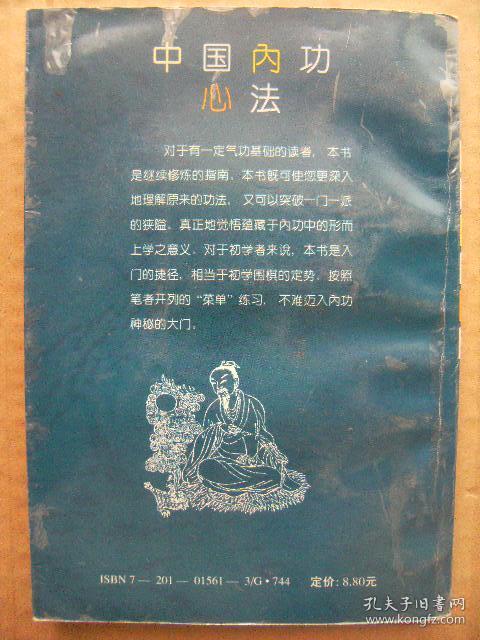 中国内功
心法
对于有一定气功基础的读者，本书
是继续修炼的指南。本书既可使您更深入
地理解原来的功法，又可以突破一门一派
的狭隘，真正地觉悟蕴藏于内功中的形而
上学之意义。对于初学者来说，本书是入
门的捷径，相当于初学围棋的定势，按照
笔者开列的“菜单”练习，不难迈入内功
神秘的大门。
ISBN 7—201—01561—3/G·744 定价：8.80元
孔夫子旧书网
www.kongfz.com